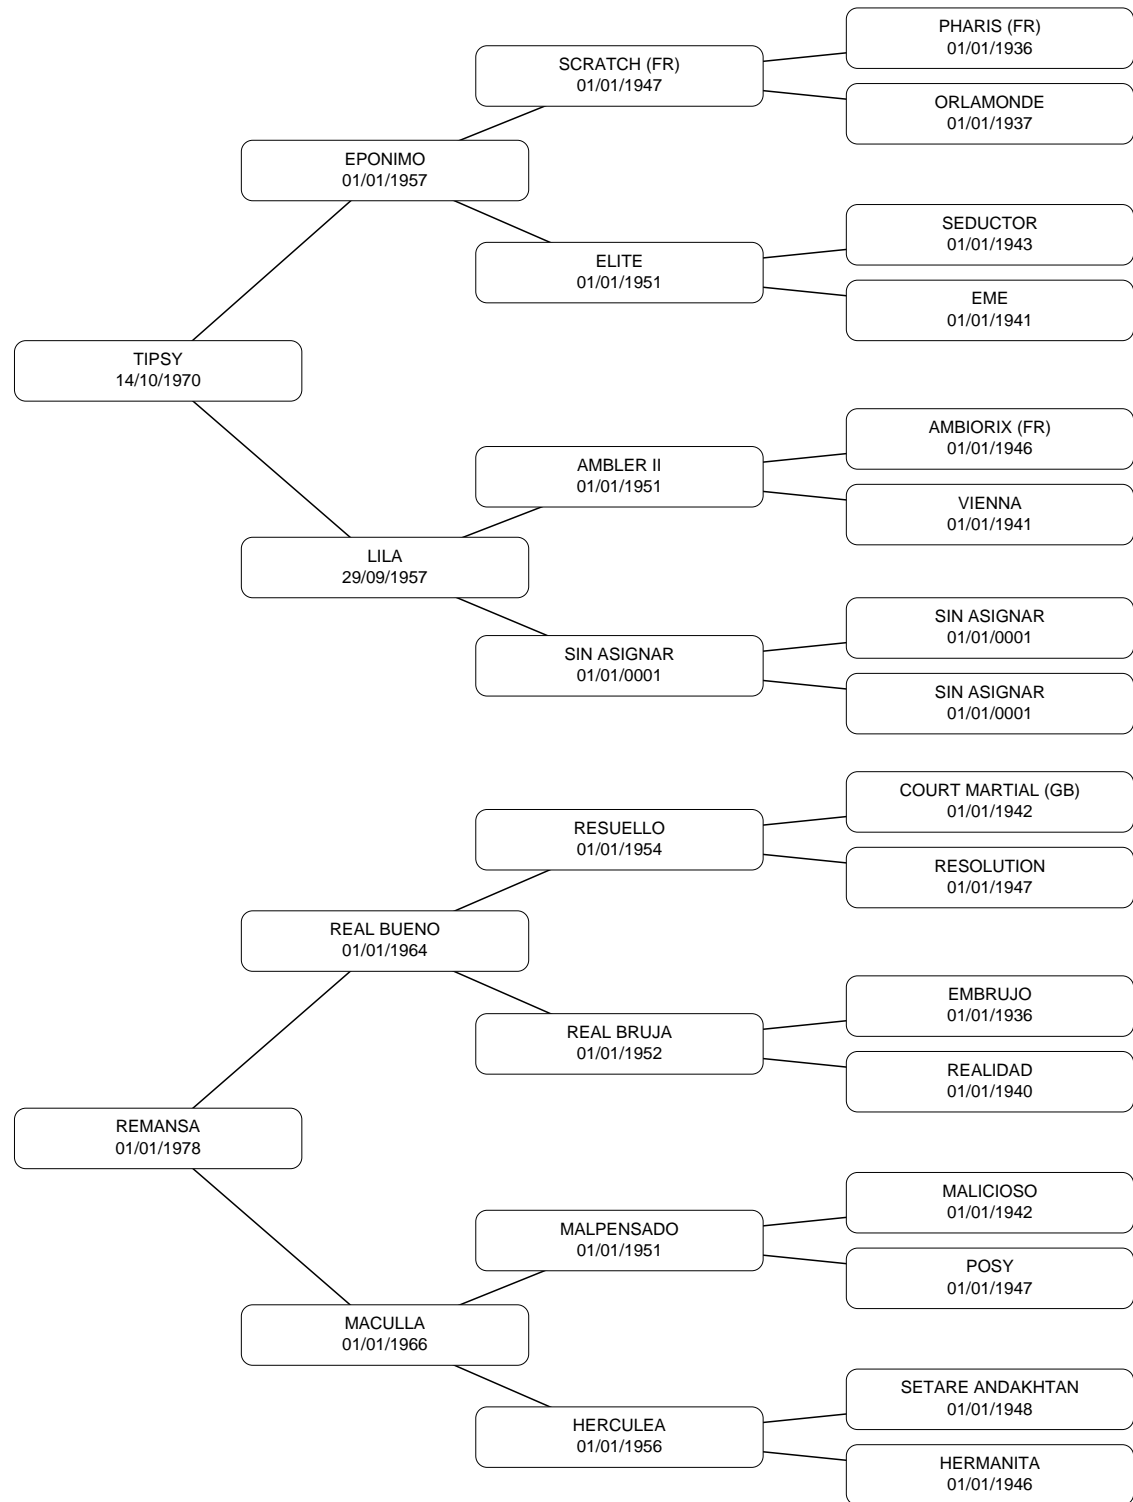 PHARIS (FR)
01/01/1936
SCRATCH (FR)
01/01/1947
ORLAMONDE
01/01/1937
EPONIMO
01/01/1957
SEDUCTOR
01/01/1943
ELITE
01/01/1951
EME
01/01/1941
TIPSY
14/10/1970
AMBIORIX (FR)
01/01/1946
AMBLER II
01/01/1951
VIENNA
01/01/1941
LILA
29/09/1957
SIN ASIGNAR
01/01/0001
SIN ASIGNAR
01/01/0001
SIN ASIGNAR
01/01/0001
COURT MARTIAL (GB)
01/01/1942
RESUELLO
01/01/1954
RESOLUTION
01/01/1947
REAL BUENO
01/01/1964
EMBRUJO
01/01/1936
REAL BRUJA
01/01/1952
REALIDAD
01/01/1940
REMANSA
01/01/1978
MALICIOSO
01/01/1942
MALPENSADO
01/01/1951
POSY
01/01/1947
MACULLA
01/01/1966
SETARE ANDAKHTAN
01/01/1948
HERCULEA
01/01/1956
HERMANITA
01/01/1946